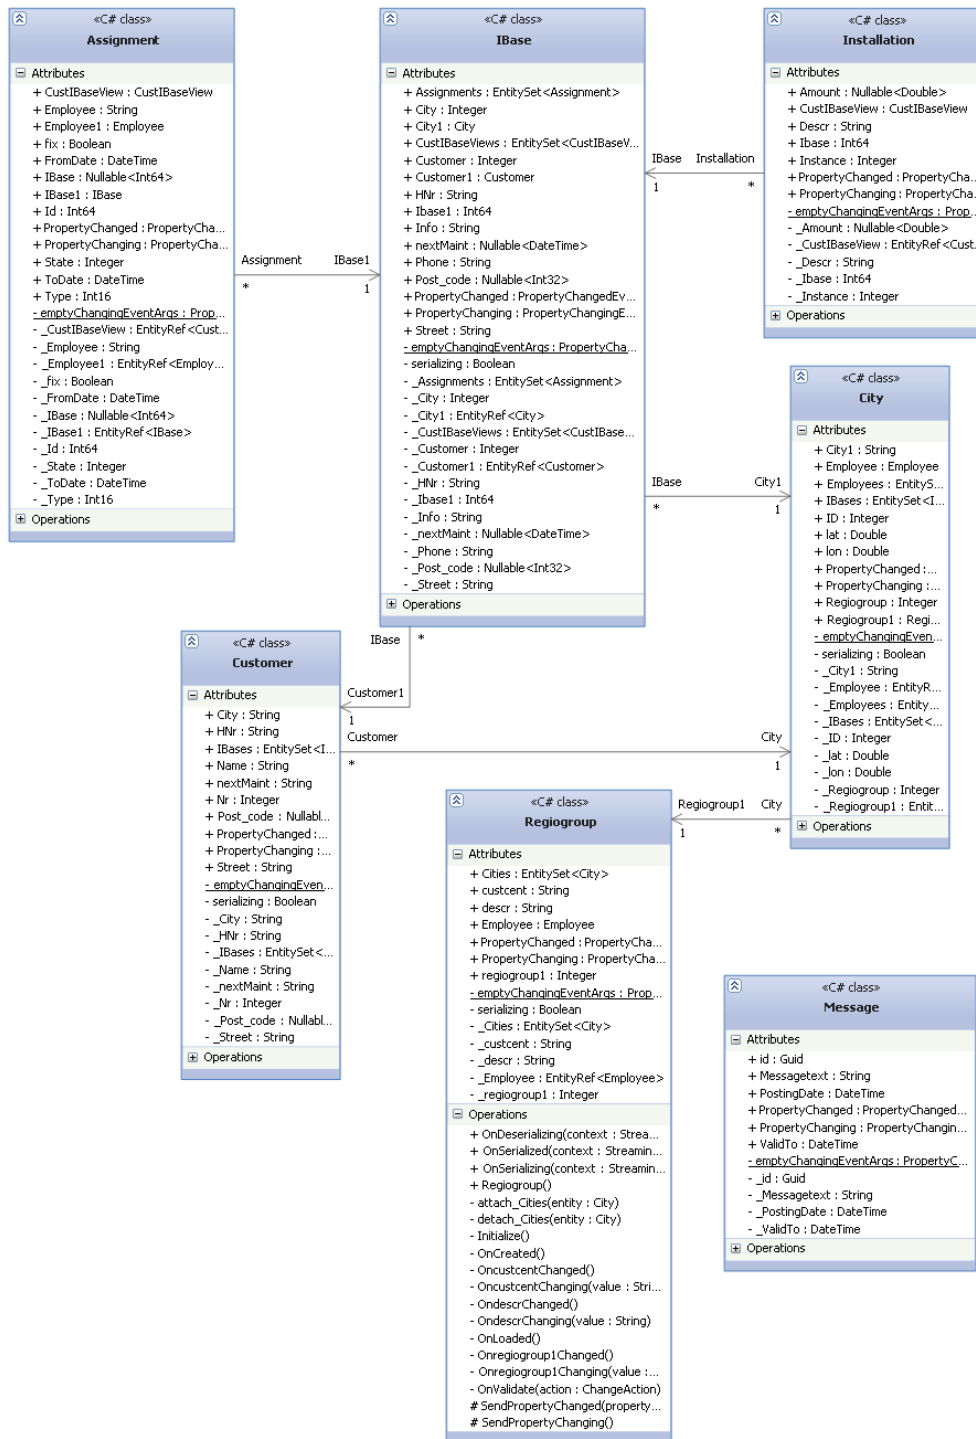 «C# class»
Assignment
Attributes
+ CustIBaseView : CustIBaseView
+ Employee : String
+ Employee1 : Employee
+ fix : Boolean
+ FromDate : DateTime
+ IBase : Nullable<Int64>
+ IBase1 : IBase
+ Id : Int64
+ PropertyChanged : PropertyCha...
+ PropertyChanging : PropertyCha...
+ State : Integer
+ ToDate : DateTime
+ Type : Int16
- emptyChangingEventArgs : Prop...
- _CustIBaseView : EntityRef<Cust...
- _Employee : String
- _Employee1 : EntityRef<Employ...
- _fix : Boolean
- _FromDate : DateTime
- _IBase : Nullable<Int64>
- _IBase1 : EntityRef<IBase>
- _Id : Int64
- _State : Integer
- _ToDate : DateTime
- _Type : Int16
Operations
Assignment IBase1
* 1
«C# class»
IBase
Attributes
+ Assignments : EntitySet<Assignment>
+ City : Integer
+ City1 : City
+ CustIBaseViews : EntitySet<CustIBaseV...
+ Customer : Integer
+ Customer1 : Customer
+ HNr : String
+ Ibase1 : Int64
+ Info : String
+ nextMaint : Nullable<DateTime>
+ Phone : String
+ Post_code : Nullable<Int32>
+ PropertyChanged : PropertyChangedEv...
+ PropertyChanging : PropertyChangingE...
+ Street : String
- emptyChangingEventArgs : PropertyCha...
- serializing : Boolean
- _Assignments : EntitySet<Assignment>
- _City : Integer
- _City1 : EntityRef<City>
- _CustIBaseViews : EntitySet<CustIBase...
- _Customer : Integer
- _Customer1 : EntityRef<Customer>
- _HNr : String
- _Ibase1 : Int64
- _Info : String
- _nextMaint : Nullable<DateTime>
- _Phone : String
- _Post_code : Nullable<Int32>
- _Street : String
Operations
IBase Installation
1 *
«C# class»
Installation
Attributes
+ Amount : Nullable<Double>
+ CustIBaseView : CustIBaseView
+ Descr : String
+ Ibase : Int64
+ Instance : Integer
+ PropertyChanged : PropertyCha...
+ PropertyChanging : PropertyCha...
- emptyChangingEventArgs : Prop...
- _Amount : Nullable<Double>
- _CustIBaseView : EntityRef<Cust...
- _Descr : String
- _Ibase : Int64
- _Instance : Integer
Operations
IBase City1
* 1
«C# class»
City
Attributes
+ City1 : String
+ Employee : Employee
+ Employees : EntityS...
+ IBases : EntitySet<I...
+ ID : Integer
+ lat : Double
+ lon : Double
+ PropertyChanged :...
+ PropertyChanging :...
+ Regiogroup : Integer
+ Regiogroup1 : Regi...
- emptyChangingEven...
- serializing : Boolean
- _City1 : String
- _Employee : EntityR...
- _Employees : Entity...
- _IBases : EntitySet<...
- _ID : Integer
- _lat : Double
- _lon : Double
- _Regiogroup : Integer
- _Regiogroup1 : Entit...
Operations
IBase *
Customer1
1
«C# class»
Customer
Attributes
+ City : String
+ HNr : String
+ IBases : EntitySet<I...
+ Name : String
+ nextMaint : String
+ Nr : Integer
+ Post_code : Nullabl...
+ PropertyChanged :...
+ PropertyChanging :...
+ Street : String
- emptyChangingEven...
- serializing : Boolean
- _City : String
- _HNr : String
- _IBases : EntitySet<...
- _Name : String
- _nextMaint : String
- _Nr : Integer
- _Post_code : Nullabl...
- _Street : String
Operations
Customer City
* 1
Regiogroup1 City
1 *
«C# class»
Regiogroup
Attributes
+ Cities : EntitySet<City>
+ custcent : String
+ descr : String
+ Employee : Employee
+ PropertyChanged : PropertyCha...
+ PropertyChanging : PropertyCha...
+ regiogroup1 : Integer
- emptyChangingEventArgs : Prop...
- serializing : Boolean
- _Cities : EntitySet<City>
- _custcent : String
- _descr : String
- _Employee : EntityRef<Employee>
- _regiogroup1 : Integer
Operations
+ OnDeserializing(context : Strea...
+ OnSerialized(context : Streamin...
+ OnSerializing(context : Streamin...
+ Regiogroup()
- attach_Cities(entity : City)
- detach_Cities(entity : City)
- Initialize()
- OnCreated()
- OncustcentChanged()
- OncustcentChanging(value : Stri...
- OndescrChanged()
- OndescrChanging(value : String)
- OnLoaded()
- Onregiogroup1Changed()
- Onregiogroup1Changing(value :...
- OnValidate(action : ChangeAction)
# SendPropertyChanged(property...
# SendPropertyChanging()
«C# class»
Message
Attributes
+ id : Guid
+ Messagetext : String
+ PostingDate : DateTime
+ PropertyChanged : PropertyChanged...
+ PropertyChanging : PropertyChangin...
+ ValidTo : DateTime
- emptyChangingEventArgs : PropertyC...
- _id : Guid
- _Messagetext : String
- _PostingDate : DateTime
- _ValidTo : DateTime
Operations